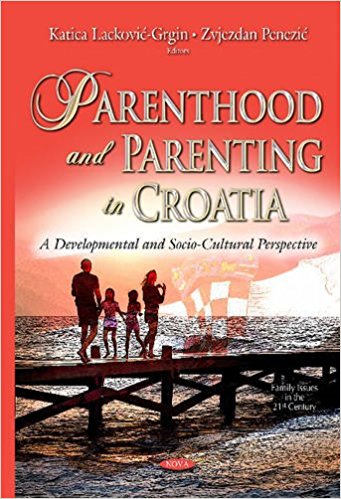 Katica Lacković-Grgin · Zvjezdan Penezić
Editors
PARENTHOOD
and PARENTING
in CROATIA
A Developmental and Socio-Cultural Perspective
Family Issues
in the
21st Century
NOVA